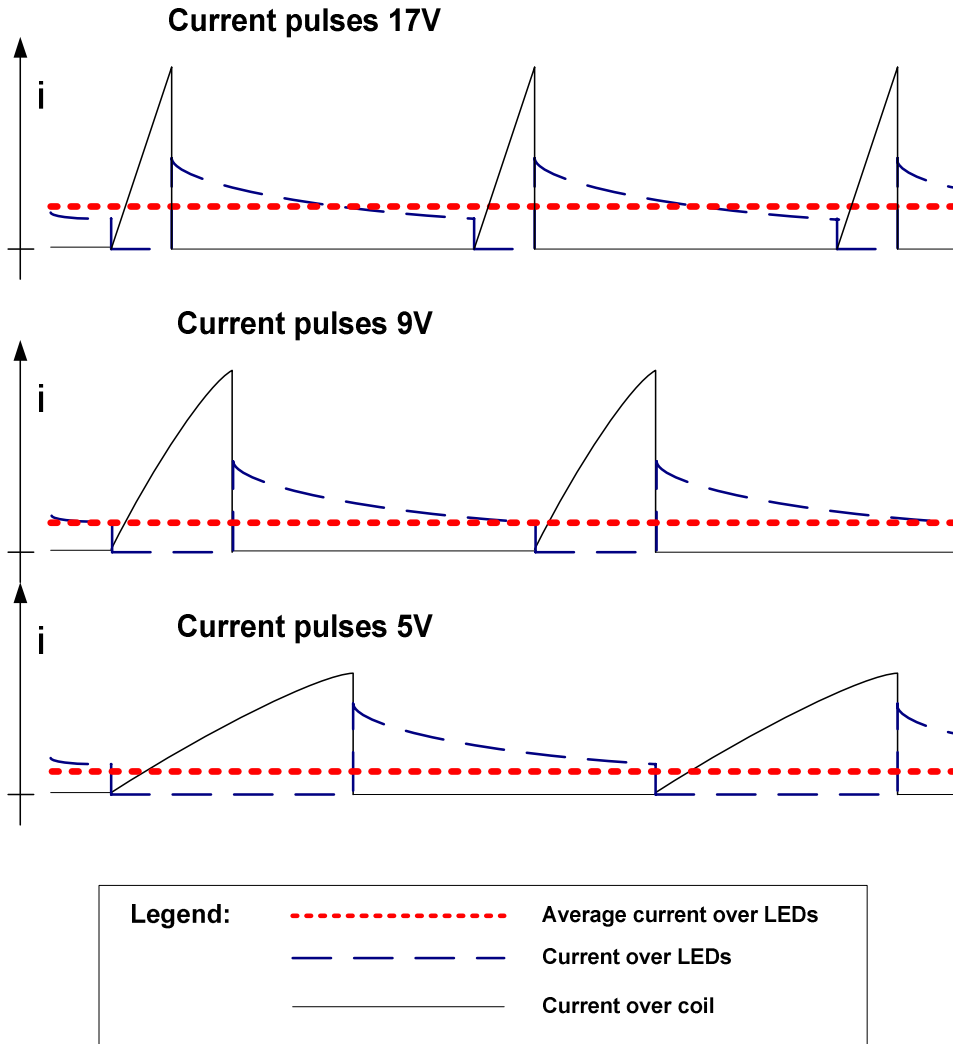 Current pulses 17V
i
Current pulses 9V
i
Current pulses 5V
i
Legend:
Average current over LEDs
Current over LEDs
Current over coil